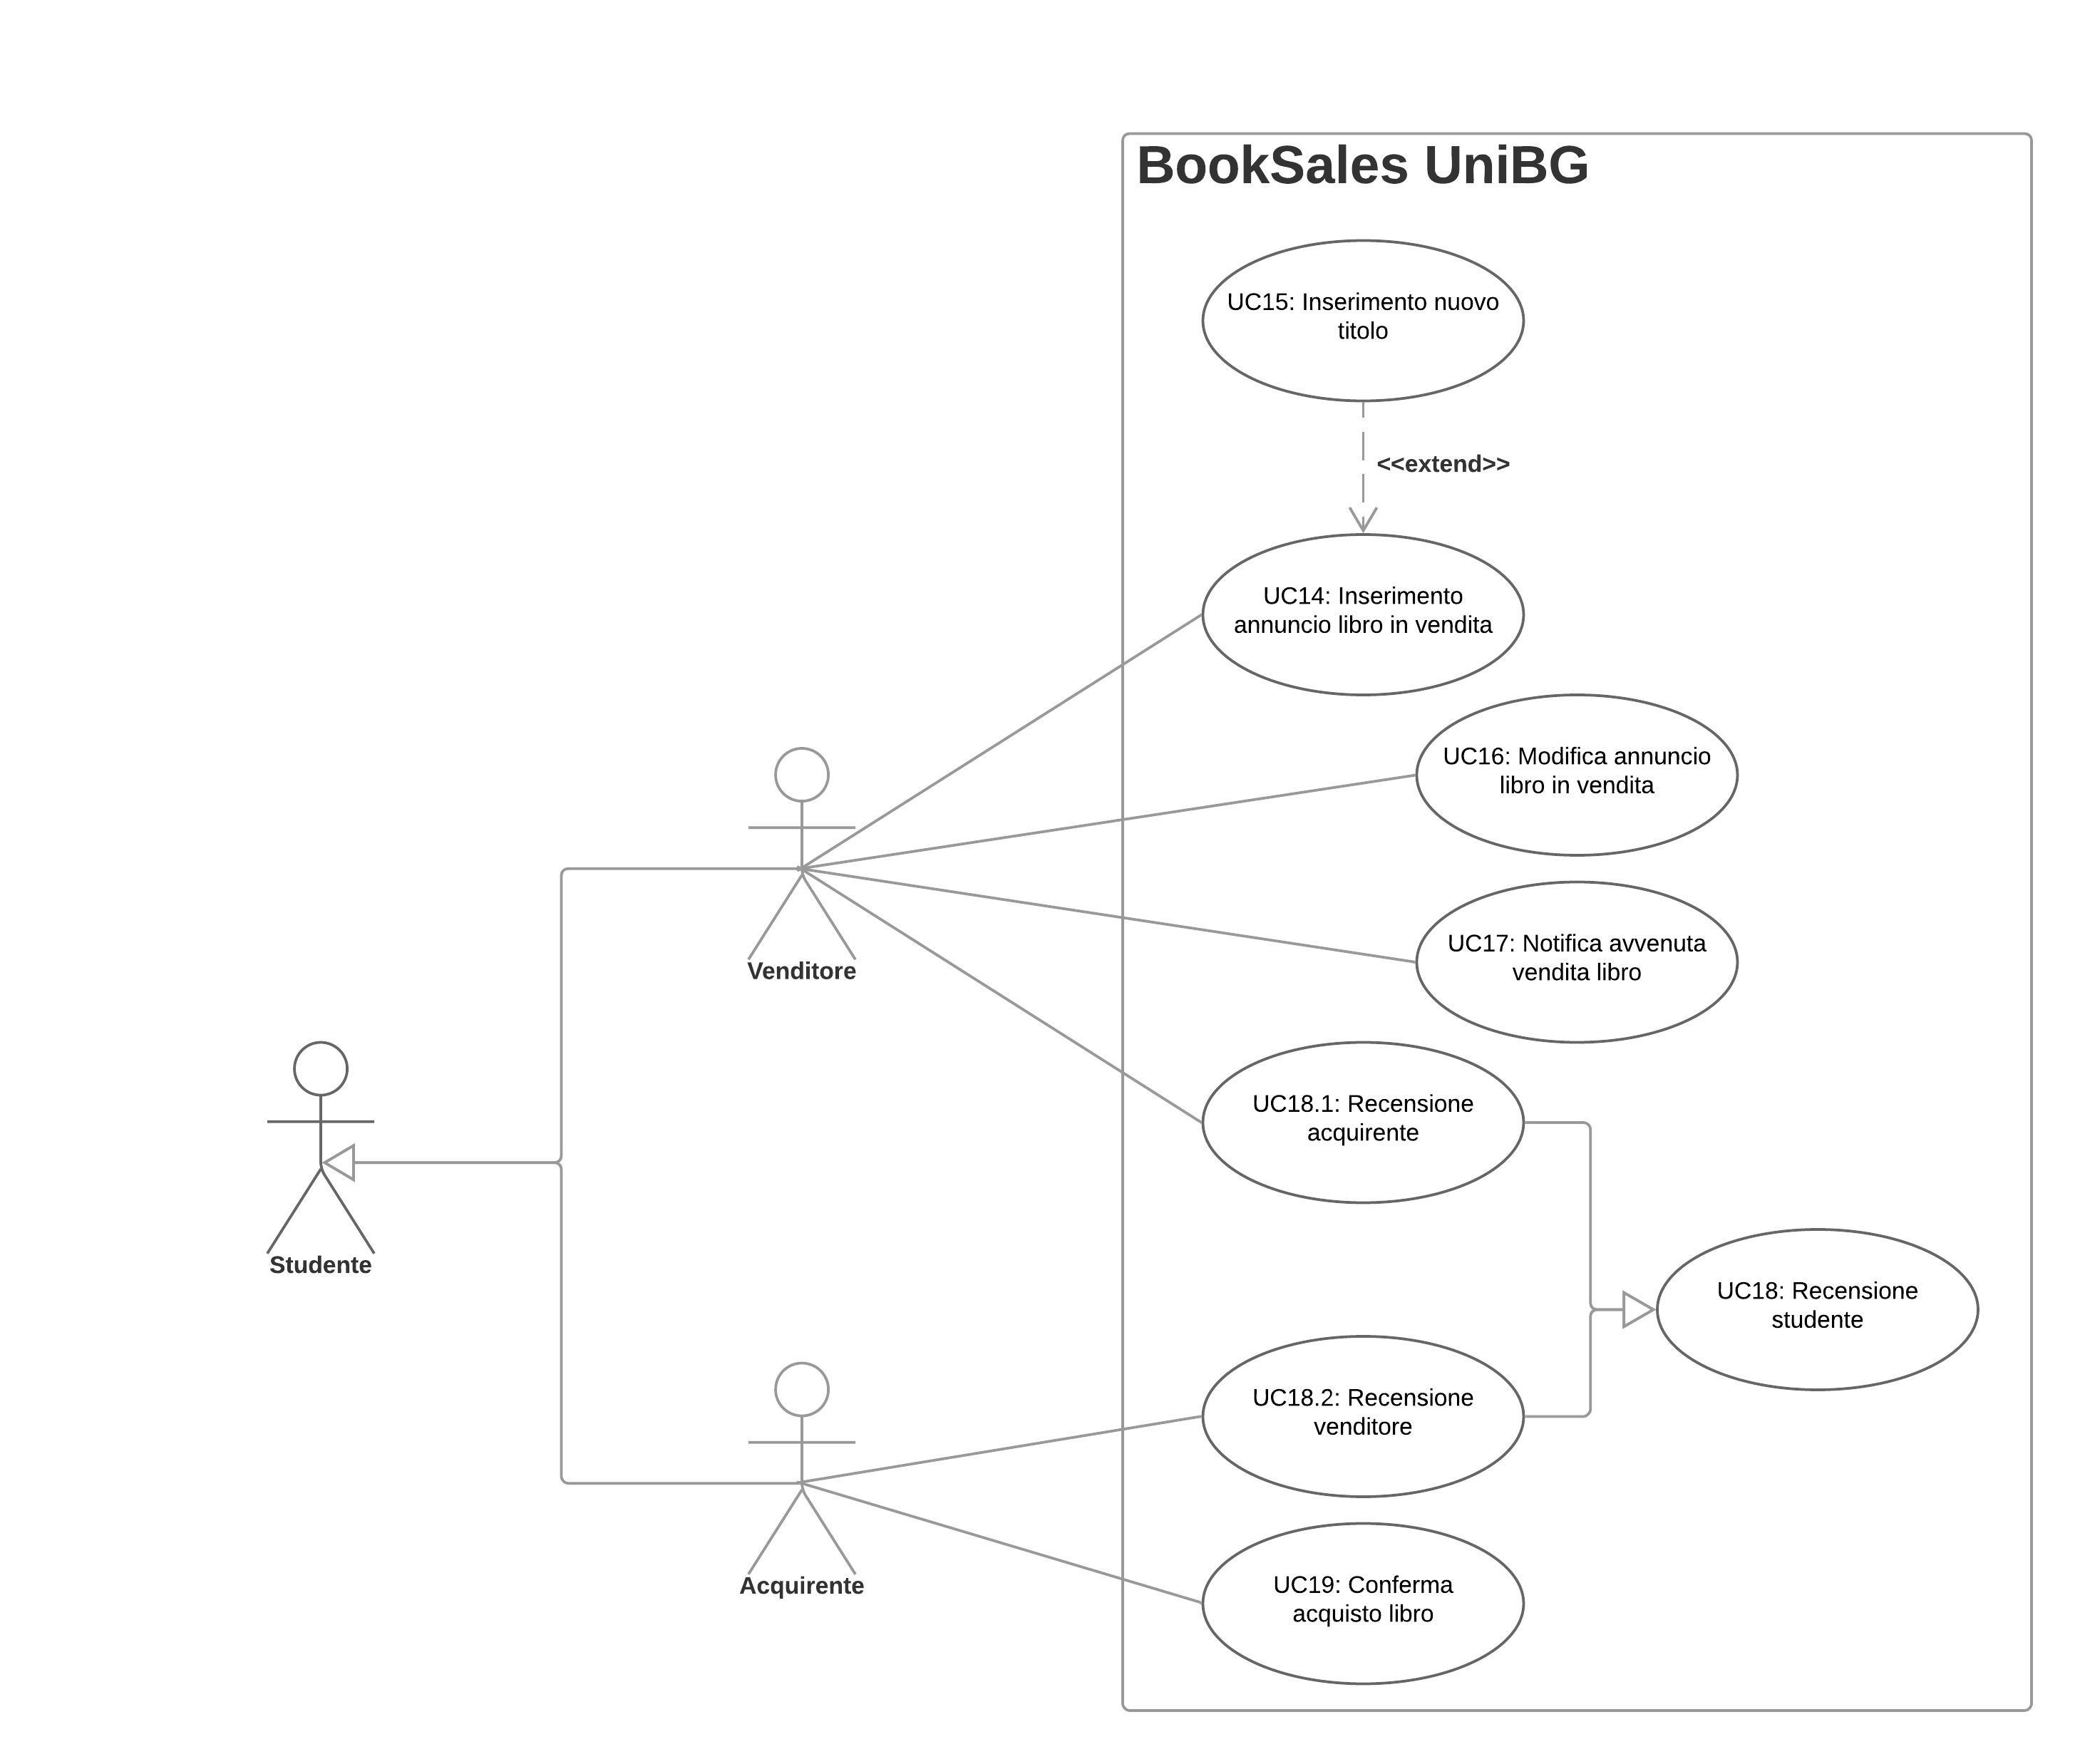 BookSales UniBG
UC15: Inserimento nuovo
titolo
<<extend>>
UC14: Inserimento
annuncio libro in vendita
UC16: Modifica annuncio
libro in vendita
UC17: Notifica avvenuta
vendita libro
Venditore
UC18.1: Recensione
acquirente
Studente
UC18: Recensione
studente
UC18.2: Recensione
venditore
Acquirente
UC19: Conferma
acquisto libro